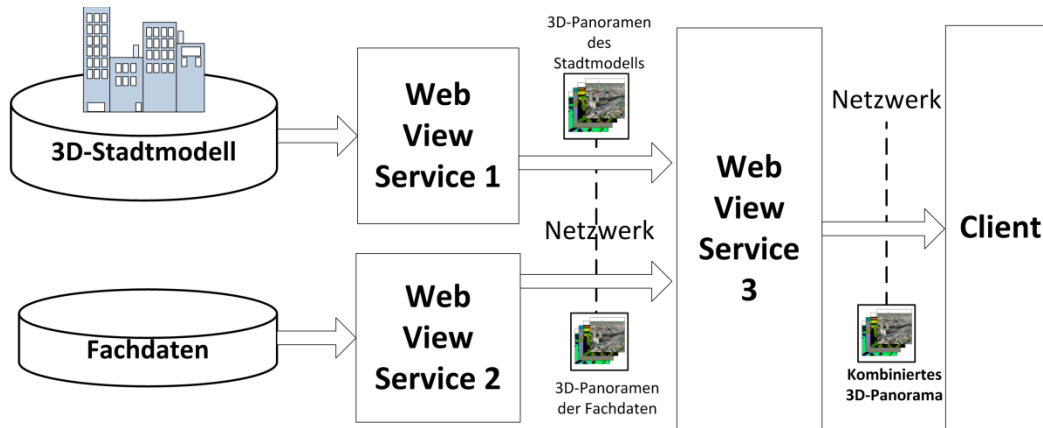 3D-Stadtmodell
Web
View
Service 1
3D-Panoramen
des
Stadtmodells
Netzwerk
Fachdaten
Web
View
Service 2
3D-Panoramen
der Fachdaten
Web
View
Service
3
Netzwerk
Kombiniertes
3D-Panorama
Client